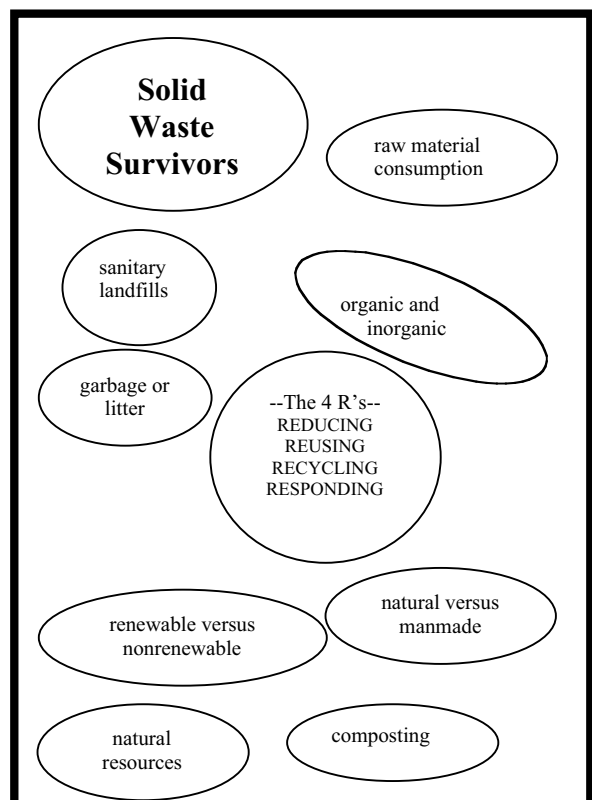 Solid
Waste
Survivors
raw material
consumption
sanitary
landfills
organic and
inorganic
garbage or
litter
--The 4 R’s--
REDUCING
REUSING
RECYCLING
RESPONDING
natural versus
manmade
renewable versus
nonrenewable
natural
resources
composting